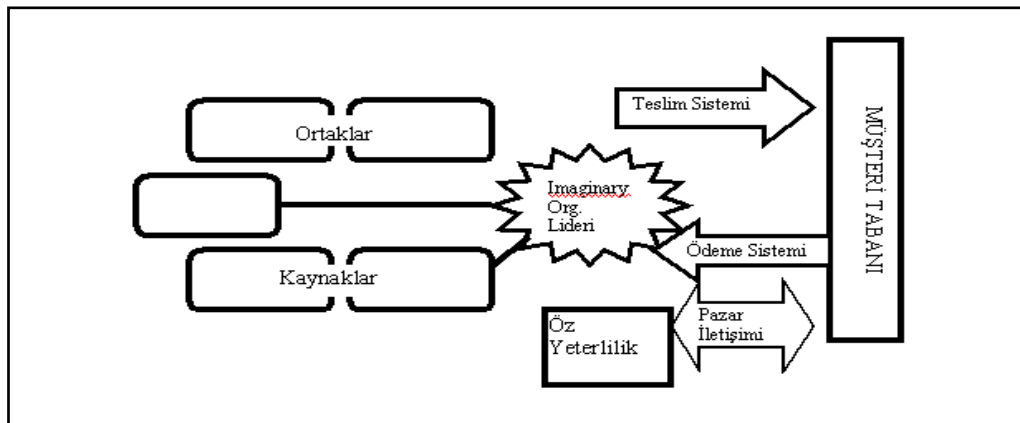 Ortaklar
Kaynaklar
Imaginary
Org.
Lideri
Öz
Yeterlilik
Teslim Sistemi
Ödeme Sistemi
Pazar
İletişimi
MÜŞTERİ TABANI